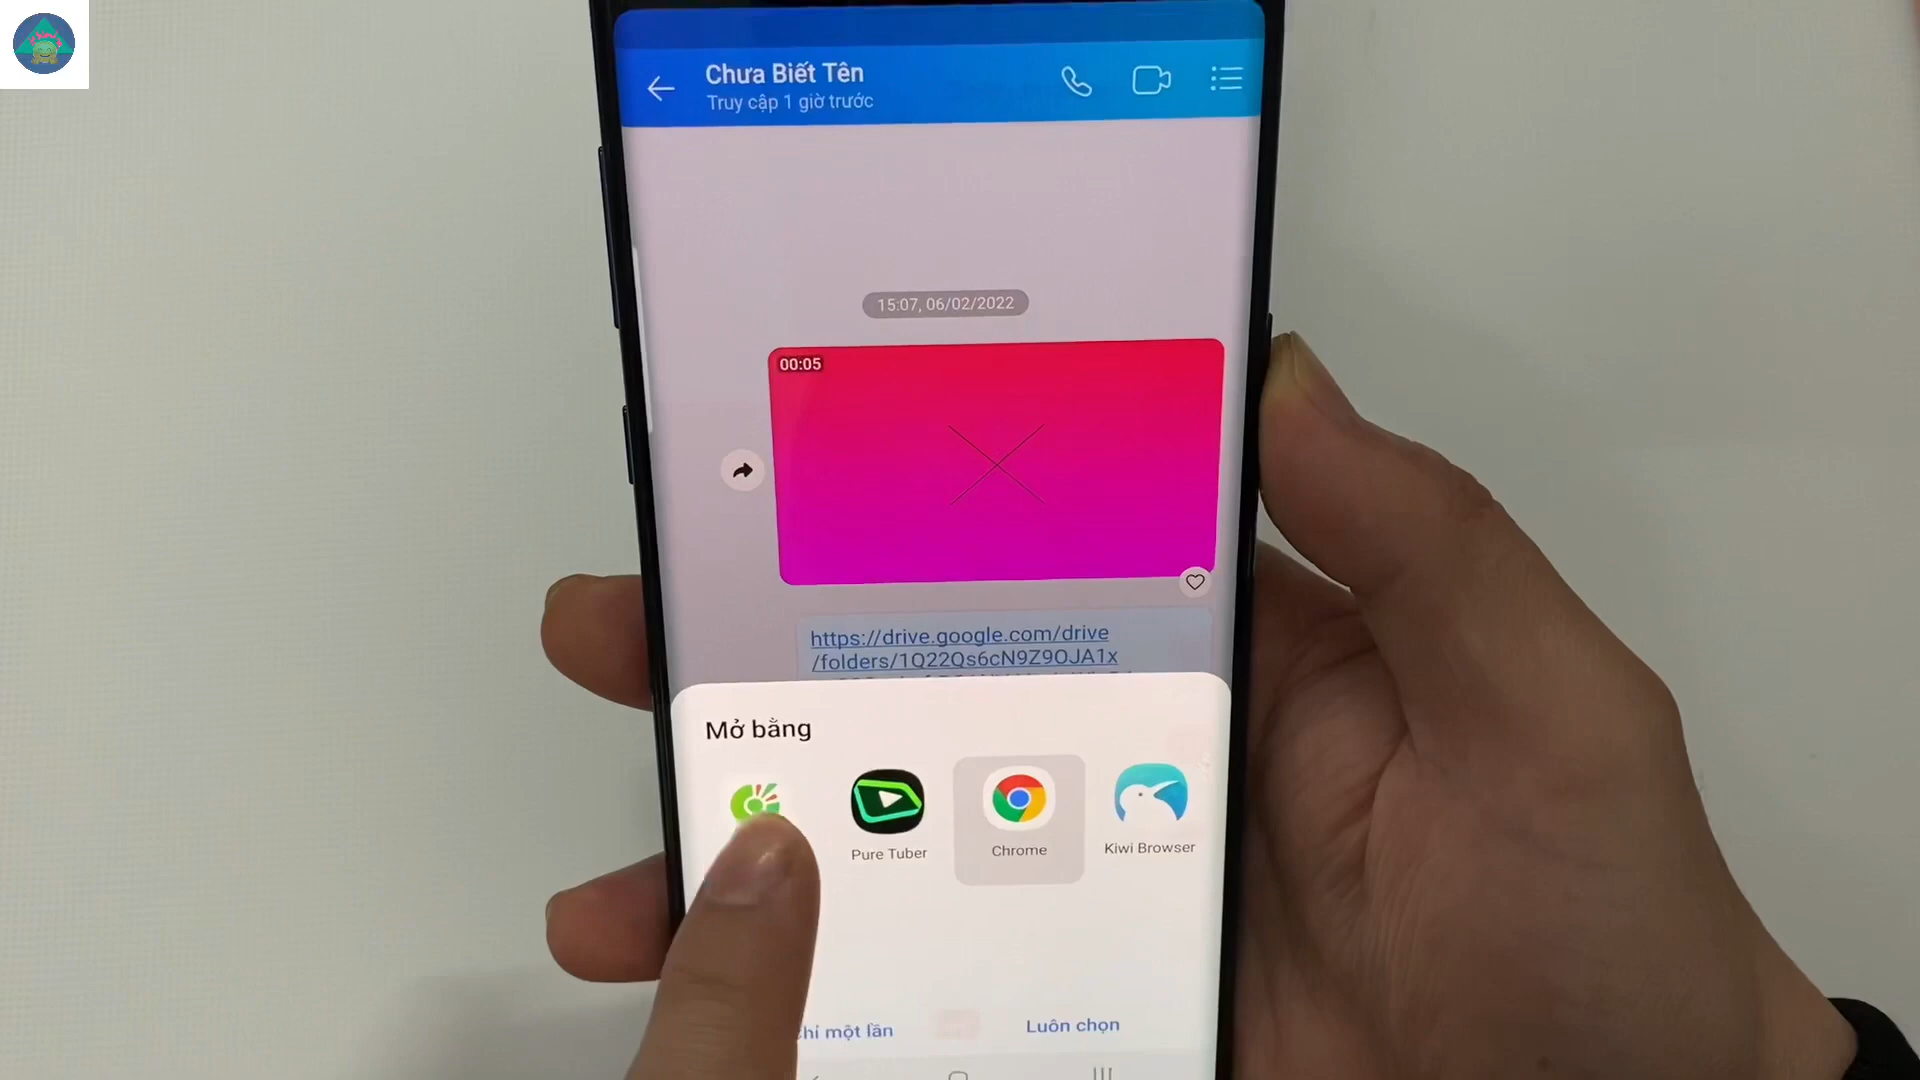 Chưa Biết Tên
Truy cập 1 giờ trước
15:07, 06/02/2022
00:05
https://drive.google.com/drive
/folders/1Q22Qs6cN9Z9OJA1x
Mở bằng
Pure Tuber
Chrome
Kiwi Browser
hỉ một lần
Luôn chọn